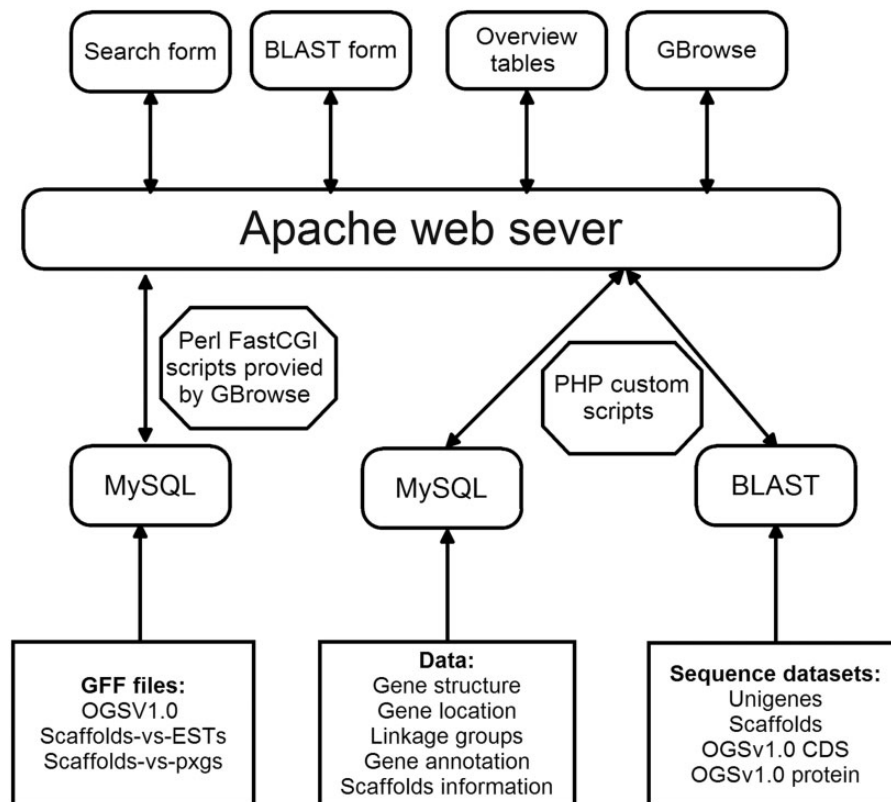 Search form
BLAST form
Overview
tables
GBrowse
Apache web sever
Perl FastCGI
scripts provied
by GBrowse
PHP custom
scripts
MySQL
MySQL
BLAST
GFF files:
OGSV1.0
Scaffolds-vs-ESTs
Scaffolds-vs-pxgs
Data:
Gene structure
Gene location
Linkage groups
Gene annotation
Scaffolds information
Sequence datasets:
Unigenes
Scaffolds
OGSv1.0 CDS
OGSv1.0 protein